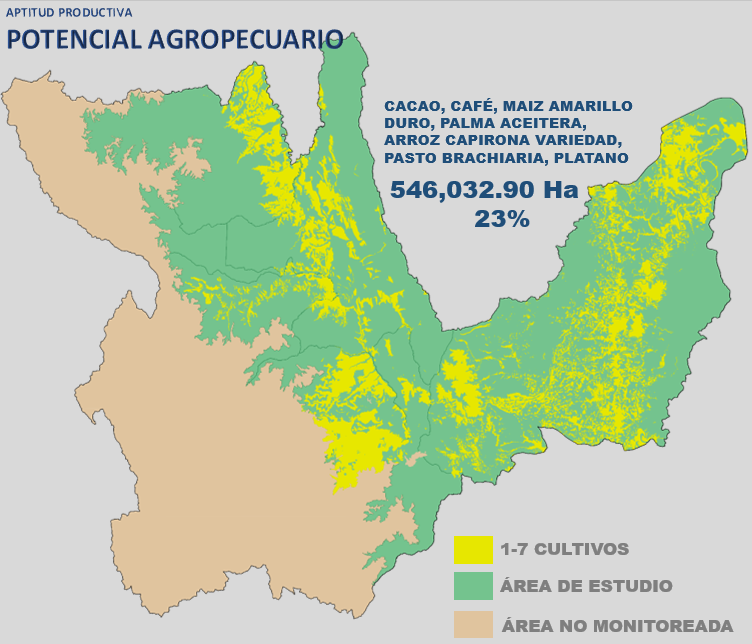 APTITUD PRODUCTIVA
POTENCIAL AGROPECUARIO
CACAO, CAFÉ, MAIZ AMARILLO
DURO, PALMA ACEITERA,
ARROZ CAPIRONA VARIEDAD,
PASTO BRACHIARIA, PLATANO
546,032.90 Ha
23%
1-7 CULTIVOS
ÁREA DE ESTUDIO
ÁREA NO MONITOREADA